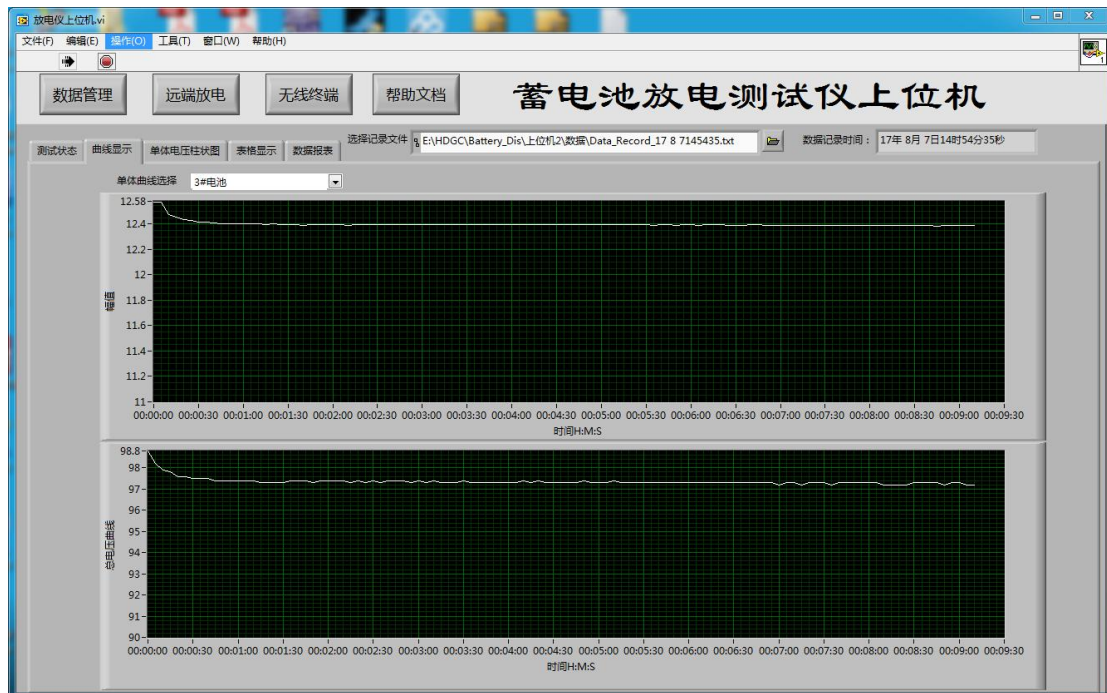 放电仪上位机.vi
文件(F) 编辑(E) 操作(O) 工具(T) 窗口(W) 帮助(H)
1
数据管理 远端放电 无线终端 帮助文档 蓄电池放电测试仪上位机
测试状态 曲线显示 单体电压柱状图 表格显示 数据报表 选择记录文件 E:\HDGC\Battery_Dis\上位机2\数据\Data_Record_17 8 7145435.txt 数据记录时间： 17年 8月 7日14时54分35秒
单体曲线选择 3#电池
12.58
12.4
12.2
12
11.8
幅值
11.6
11.4
11.2
11
00:00:00 00:00:30 00:01:00 00:01:30 00:02:00 00:02:30 00:03:00 00:03:30 00:04:00 00:04:30 00:05:00 00:05:30 00:06:00 00:06:30 00:07:00 00:07:30 00:08:00 00:08:30 00:09:00 00:09:30
时间H:M:S
98.8
98
97
96
95
总电压曲线
94
93
92
91
90
00:00:00 00:00:30 00:01:00 00:01:30 00:02:00 00:02:30 00:03:00 00:03:30 00:04:00 00:04:30 00:05:00 00:05:30 00:06:00 00:06:30 00:07:00 00:07:30 00:08:00 00:08:30 00:09:00 00:09:30
时间H:M:S